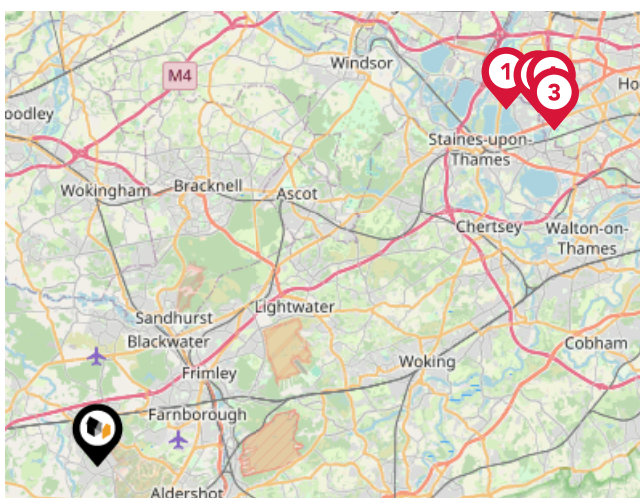 Windsor
M4
1
3
Ho
oodley
Staines-upon-
Thames
Wokingham
Bracknell
Ascot
Chertsey
Walton-on-
Thames
Lightwater
Sandhurst
Blackwater
Cobham
Woking
Frimley
Farnborough
Aldershot